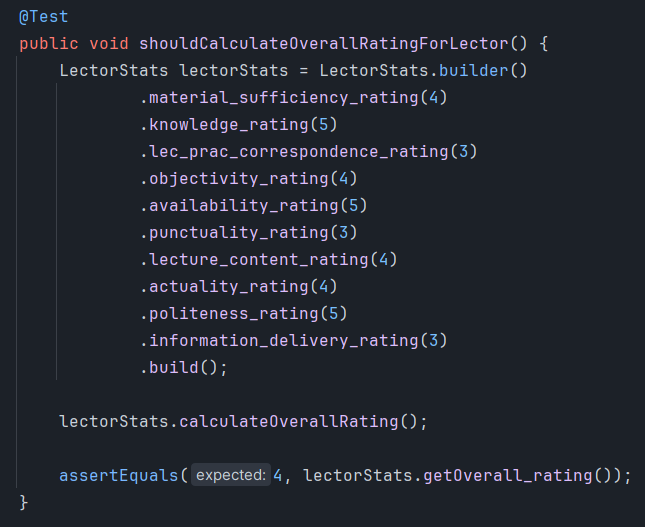 @Test
public void shouldCalculateOverallRatingForLector() {
    LectorStats lectorStats = LectorStats.builder()
            .material_sufficiency_rating(4)
            .knowledge_rating(5)
            .lec_prac_correspondence_rating(3)
            .objectivity_rating(4)
            .availability_rating(5)
            .punctuality_rating(3)
            .lecture_content_rating(4)
            .actuality_rating(4)
            .politeness_rating(5)
            .information_delivery_rating(3)
            .build();
    lectorStats.calculateOverallRating();
    assertEquals( expected: 4, lectorStats.getOverall_rating());
}